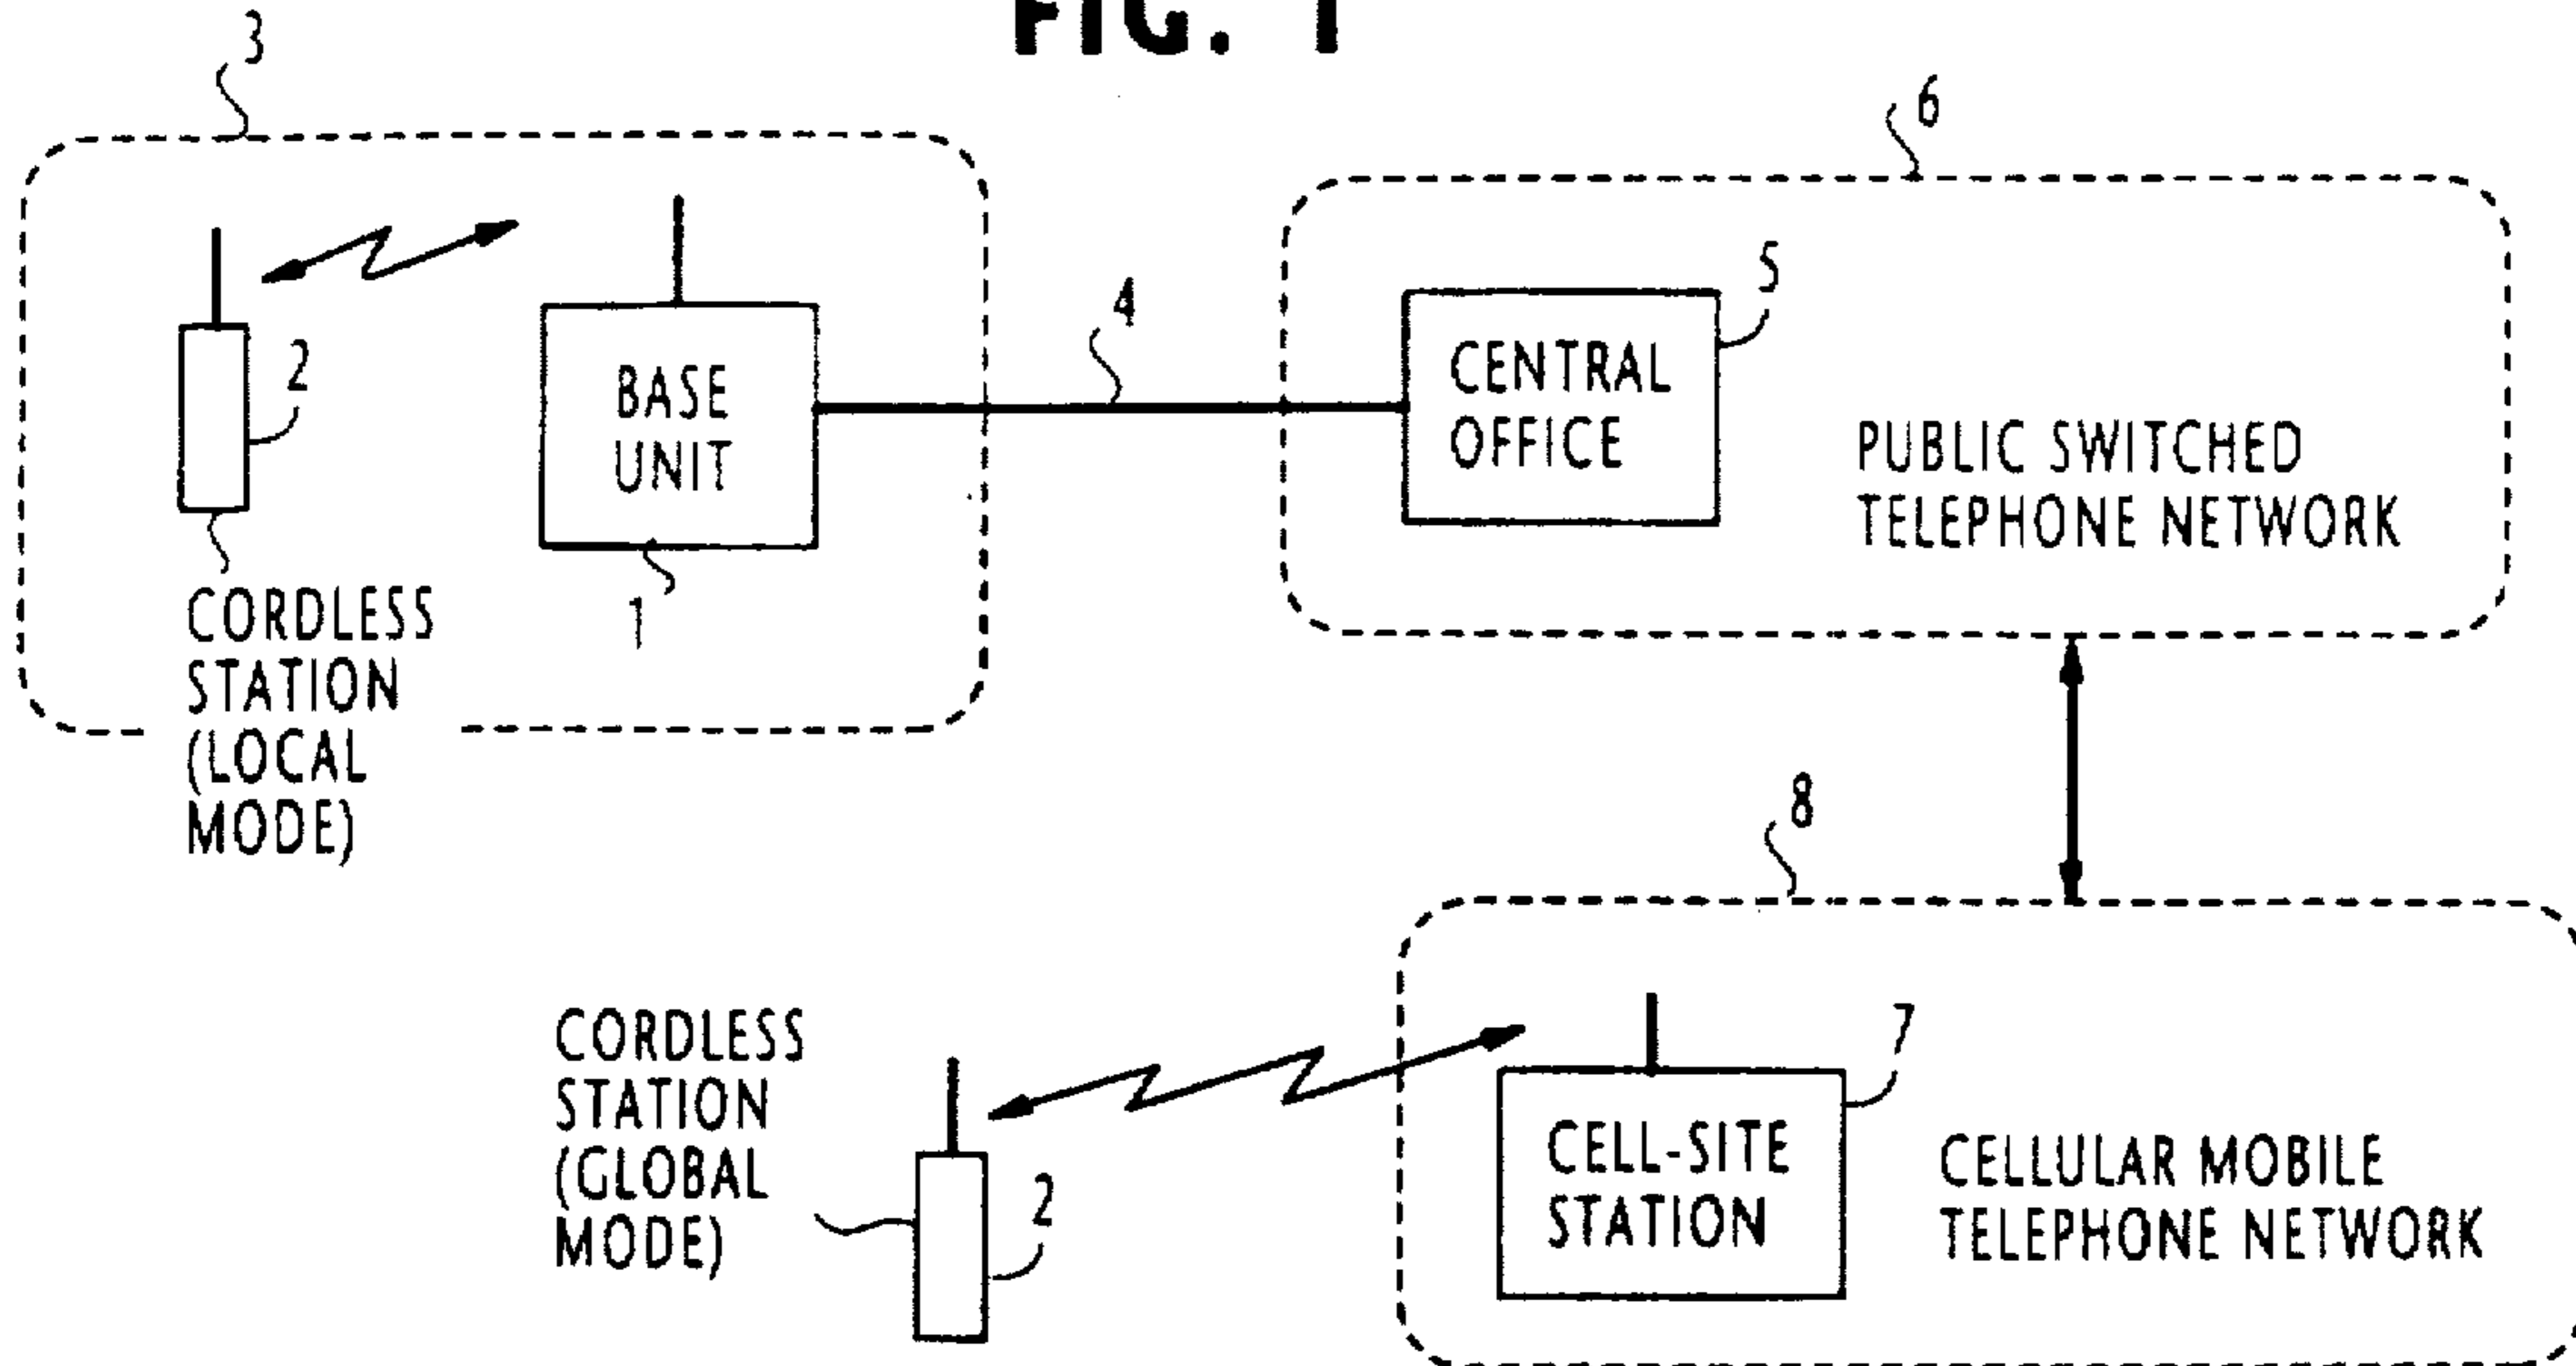 FIG. 1
3
6
2
BASE
UNIT
1
4
5
CENTRAL
OFFICE
PUBLIC SWITCHED
TELEPHONE NETWORK
CORDLESS
STATION
(LOCAL
MODE)
8
CORDLESS
STATION
(GLOBAL
MODE)
2
7
CELL-SITE
STATION
CELLULAR MOBILE
TELEPHONE NETWORK